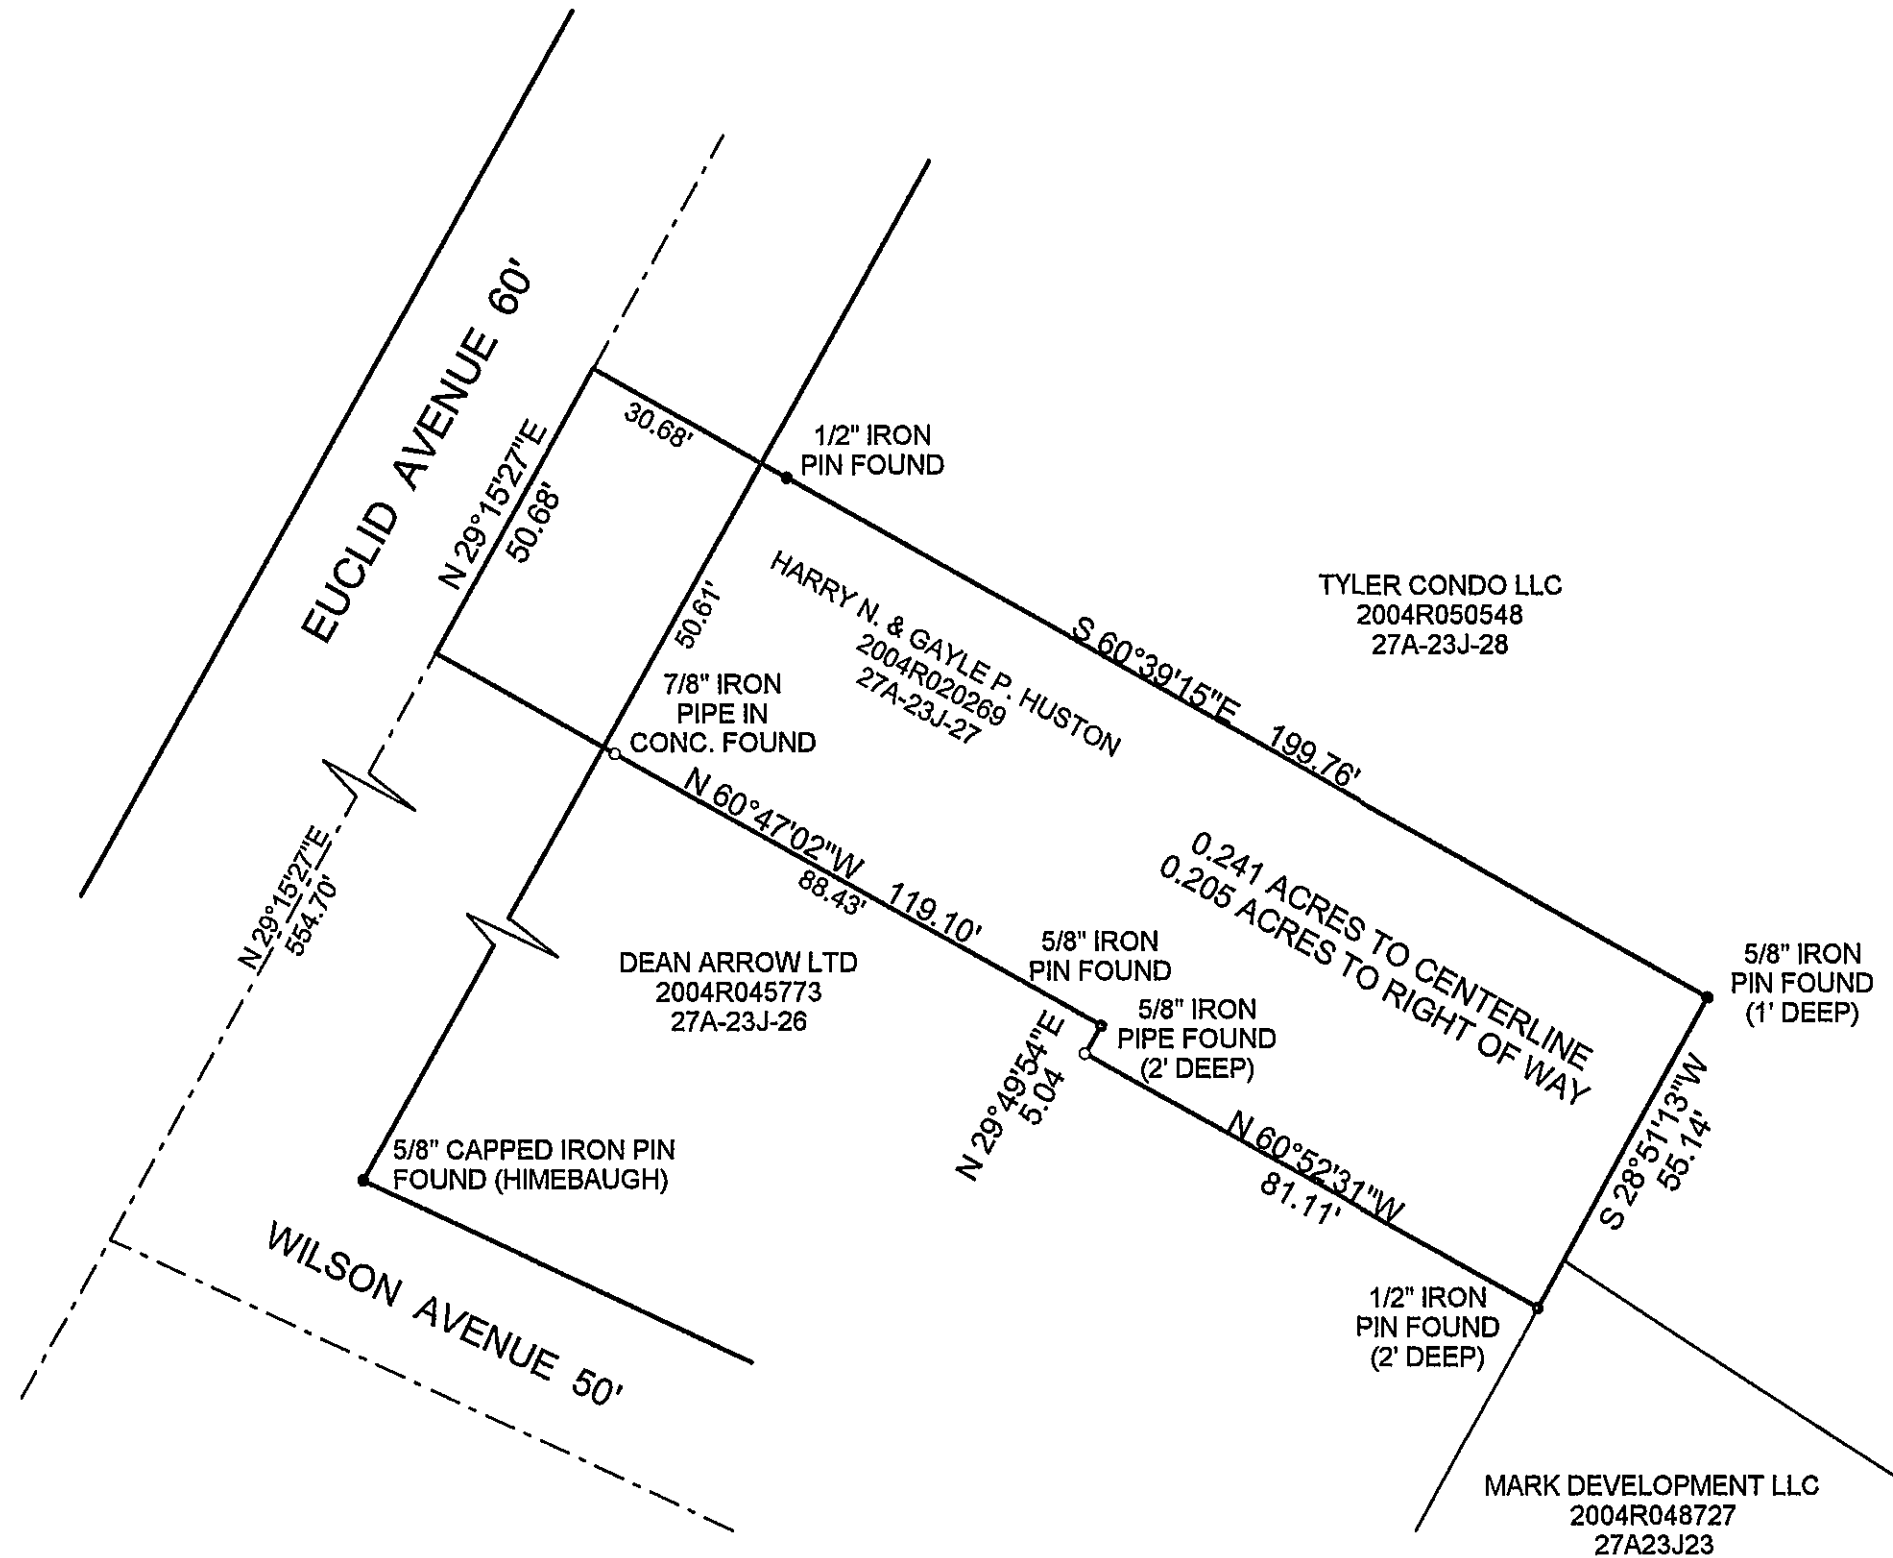 EUCLID AVENUE 60'
N 29°15'27"E
50.68'
30.68'
1/2" IRON
PIN FOUND
50.61'
7/8" IRON
PIPE IN
CONC. FOUND
HARRY N. & GAYLE P. HUSTON
2004R020269
27A-23J-27
S 60°39'15"E 199.76'
TYLER CONDO LLC
2004R050548
27A-23J-28
N 60°47'02"W 119.10'
88.43'
0.241 ACRES TO CENTERLINE
0.205 ACRES TO RIGHT OF WAY
5/8" IRON
PIN FOUND
(1' DEEP)
N 29°15'27"E
554.70'
DEAN ARROW LTD
2004R045773
27A-23J-26
5/8" IRON
PIN FOUND
5/8" IRON
PIPE FOUND
(2' DEEP)
N 29°49'54"E
5.04
N 60°52'31"W
81.11'
S 28°51'13"W
55.14'
5/8" CAPPED IRON PIN
FOUND (HIMEBAUGH)
WILSON AVENUE 50'
1/2" IRON
PIN FOUND
(2' DEEP)
MARK DEVELOPMENT LLC
2004R048727
27A23J23